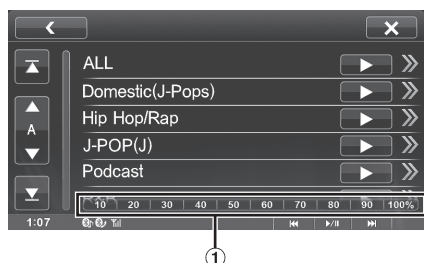 ALL
Domestic(J-Pops)
Hip Hop/Rap
A
J-POP(J)
Podcast
R&B
10 20 30 40 50 60 70 80 90 100%
1:07
1